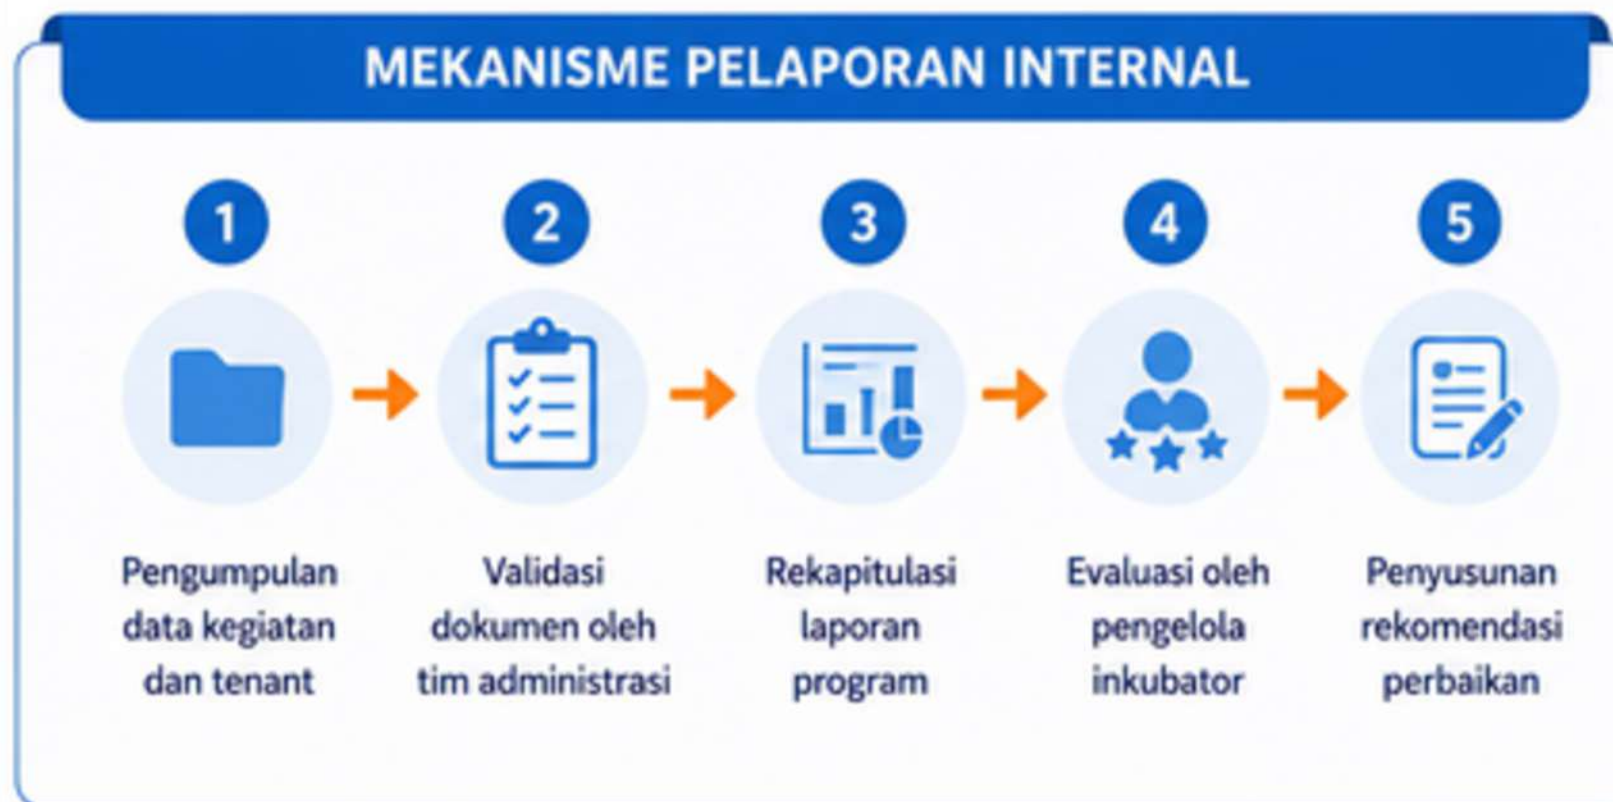 MEKANISME PELAPORAN INTERNAL
1
Pengumpulan
data kegiatan
dan tenant
2
Validasi
dokumen oleh
tim administrasi
3
Rekapitulasi
laporan
program
4
Evaluasi oleh
pengelola
inkubator
5
Penyusunan
rekomendasi
perbaikan